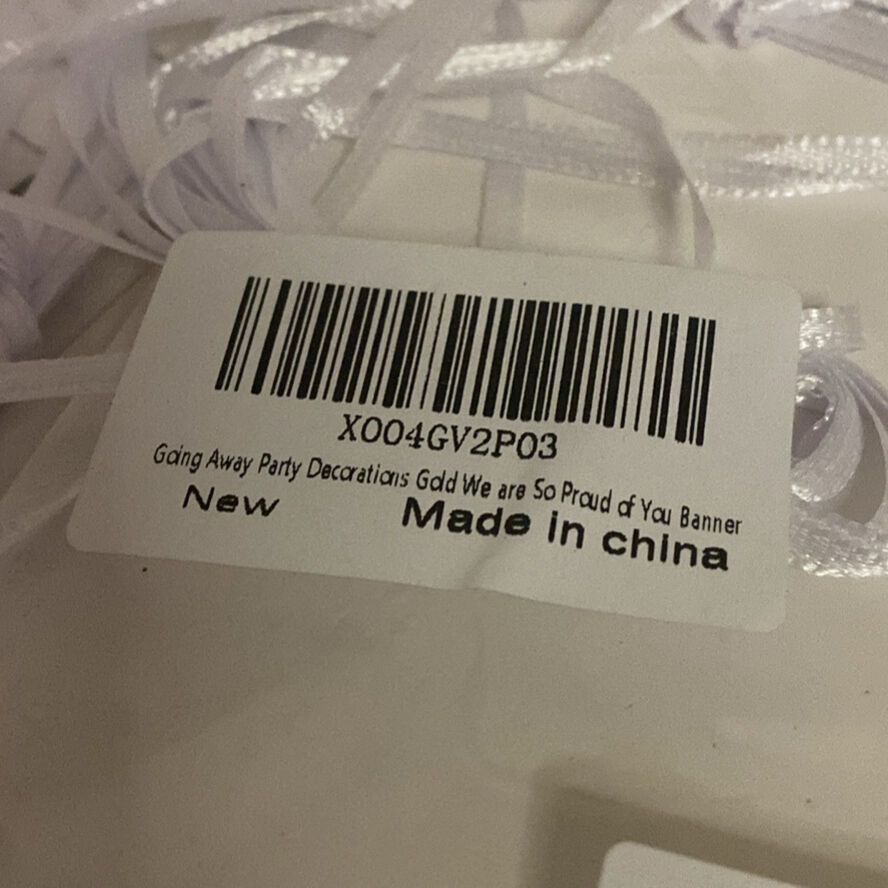 X004GV2P03
Going Away Party Decorations Gold We are So Proud of You Banner
New Made in china